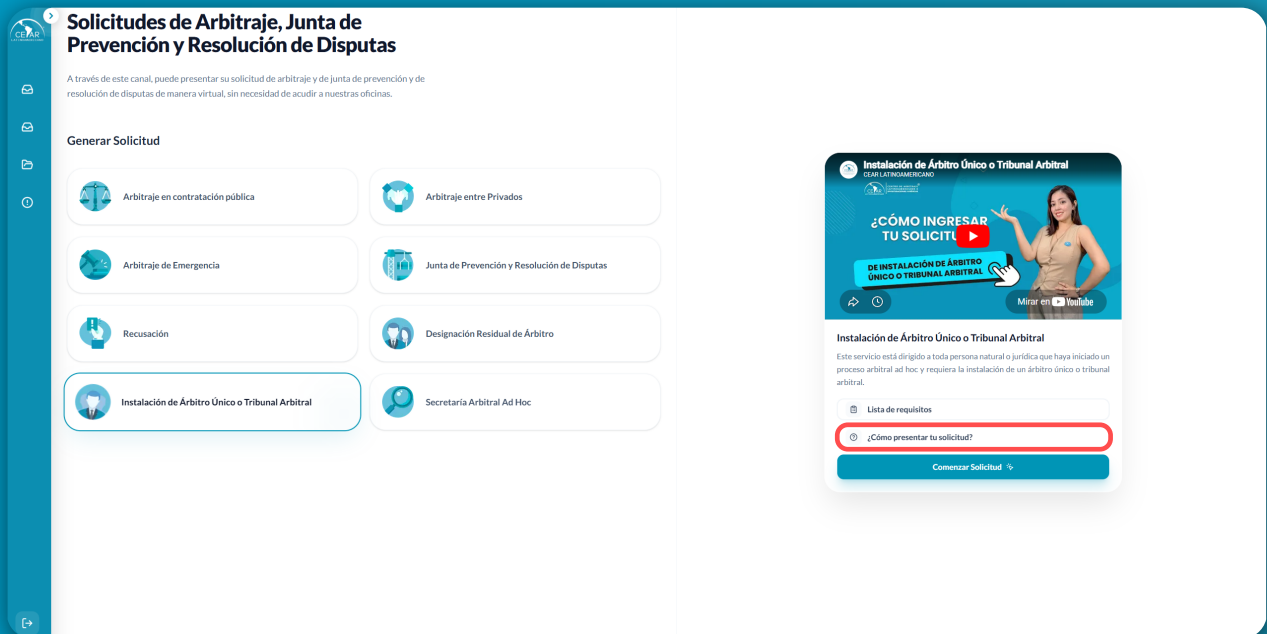 CEAR
LATINOAMERICANO
Solicitudes de Arbitraje, Junta de
Prevención y Resolución de Disputas
A través de este canal, puede presentar su solicitud de arbitraje y de junta de prevención y de
resolución de disputas de manera virtual, sin necesidad de acudir a nuestras oficinas.
Generar Solicitud
Arbitraje en contratación pública
Arbitraje entre Privados
Arbitraje de Emergencia
Junta de Prevención y Resolución de Disputas
Recusación
Designación Residual de Árbitro
Instalación de Árbitro Único o Tribunal Arbitral
Secretaría Arbitral Ad Hoc
Instalación de Árbitro Único o Tribunal Arbitral
CEAR LATINOAMERICANO
CEAR
¿CÓMO INGRESAR
TU SOLICITU
DE INSTALACIÓN DE ÁRBITRO
ÚNICO O TRIBUNAL ARBITRAL
Mirar en YouTube
Instalación de Árbitro Único o Tribunal Arbitral
Este servicio está dirigido a toda persona natural o jurídica que haya iniciado un
proceso arbitral ad hoc y requiera la instalación de un árbitro único o tribunal
arbitral.
Lista de requisitos
¿Cómo presentar tu solicitud?
Comenzar Solicitud